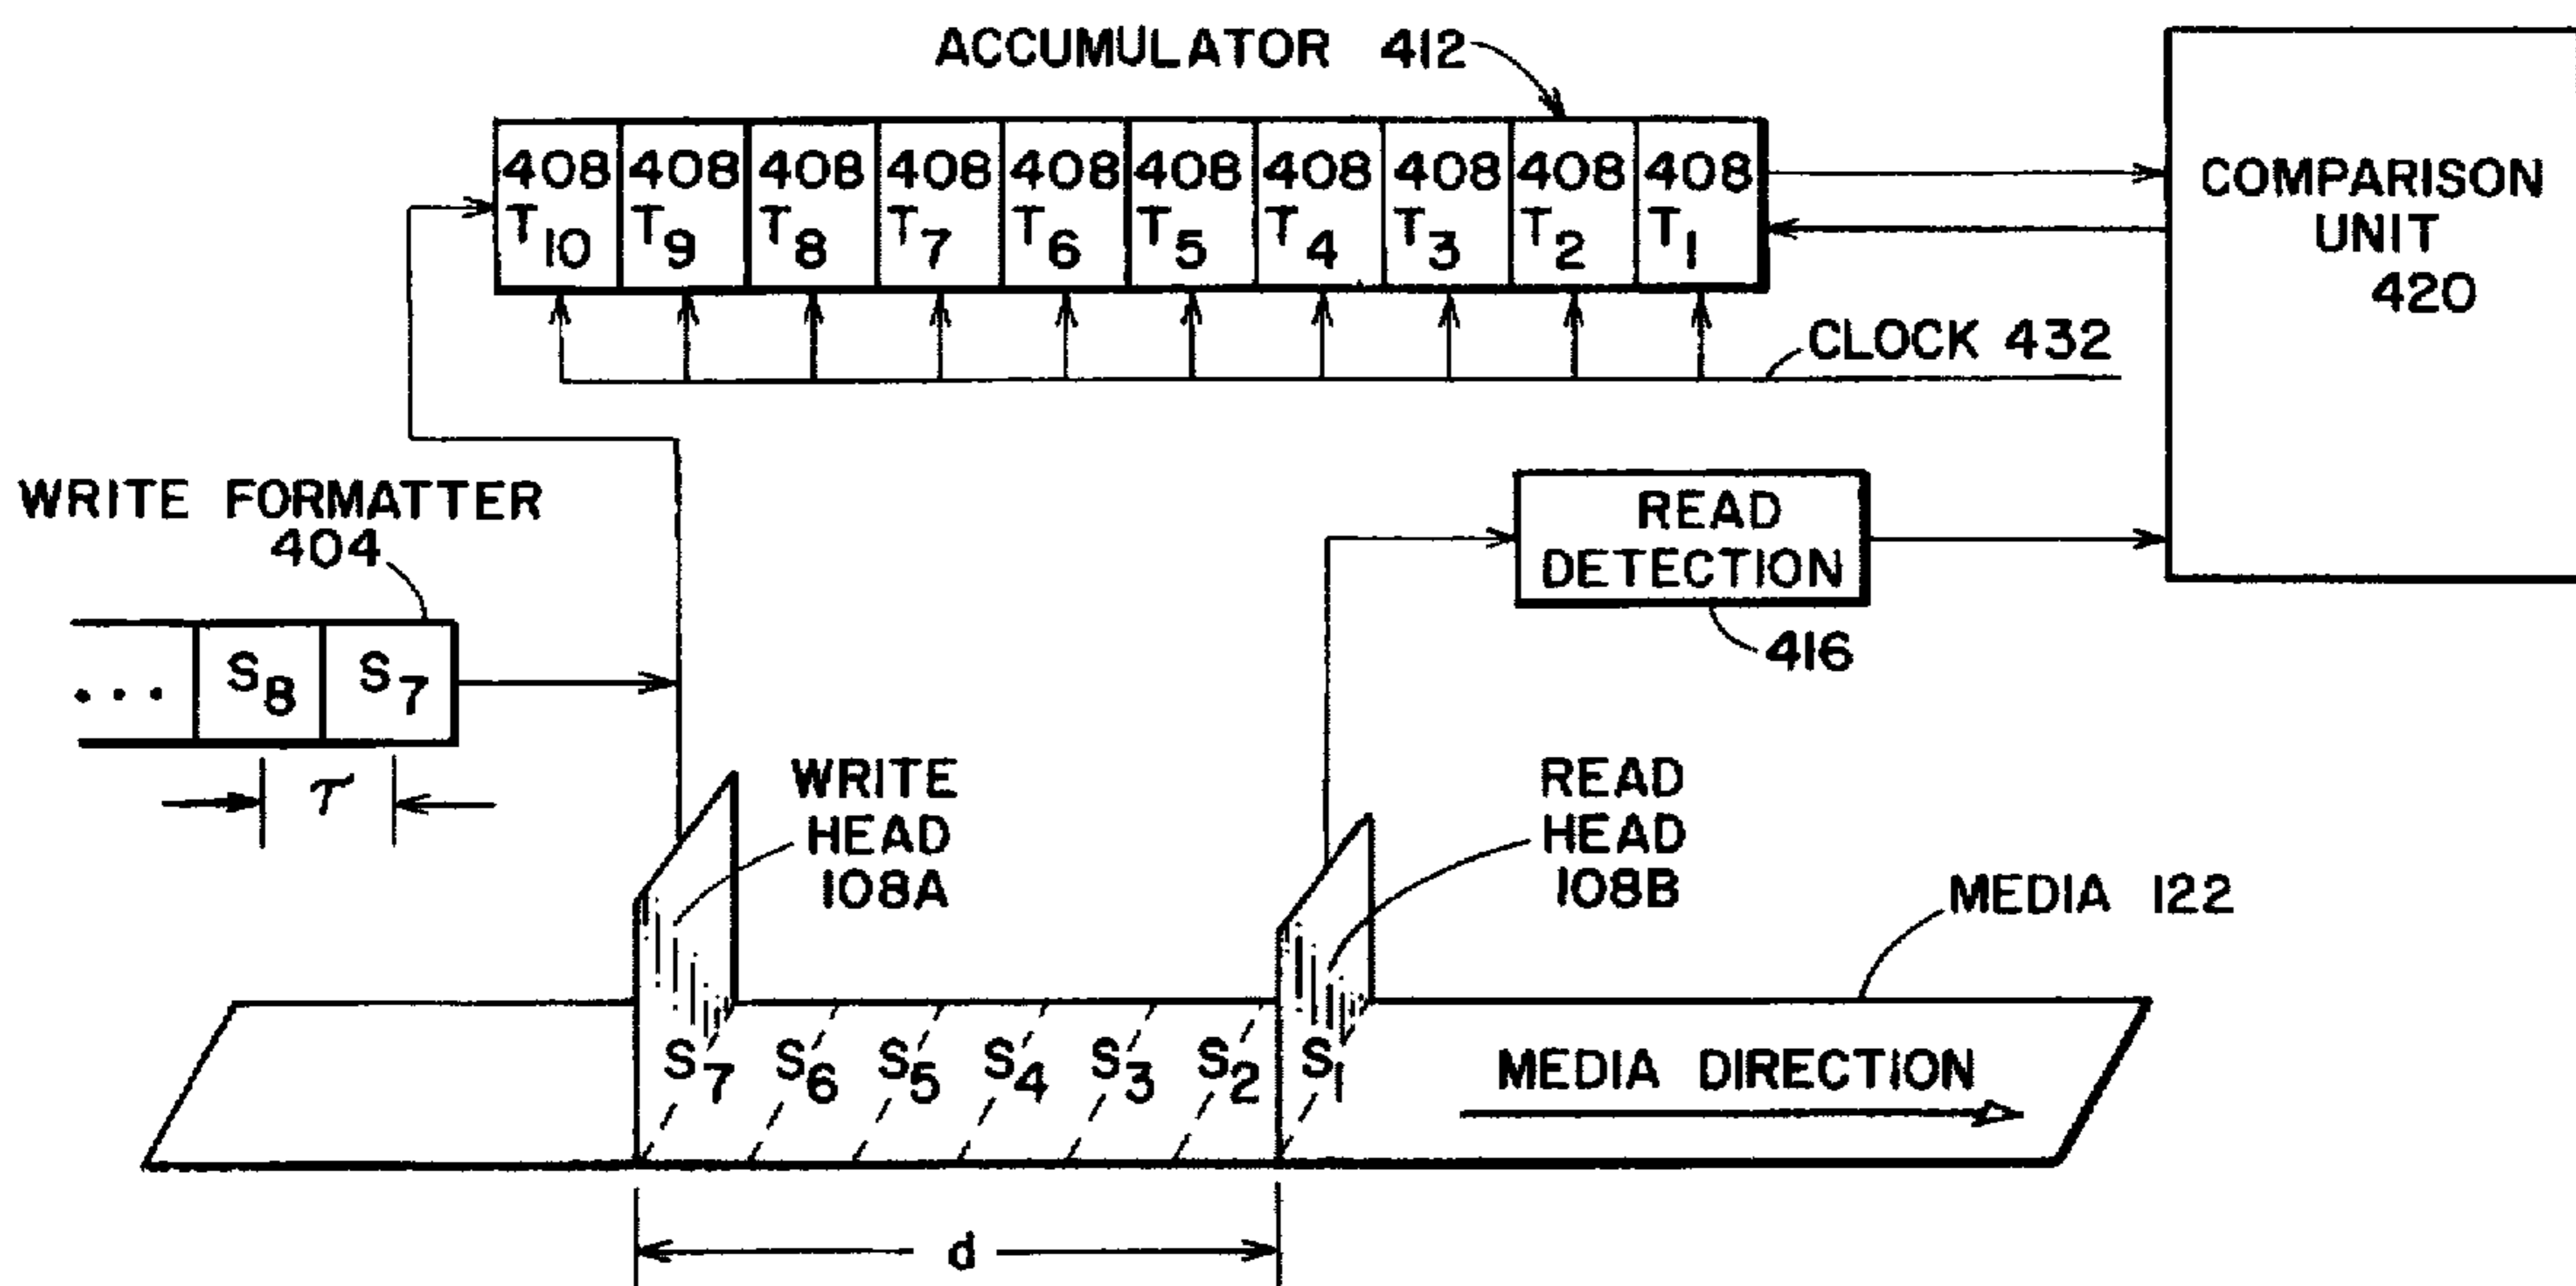 ACCUMULATOR 412
408 408 408 408 408 408 408 408 408 408
T10 T9 T8 T7 T6 T5 T4 T3 T2 T1
COMPARISON
UNIT
420
CLOCK 432
WRITE FORMATTER
404
READ
DETECTION
416
... S8 S7
τ
WRITE
HEAD
108A
READ
HEAD
108B
MEDIA 122
S7 S6 S5 S4 S3 S2 S1
MEDIA DIRECTION
d